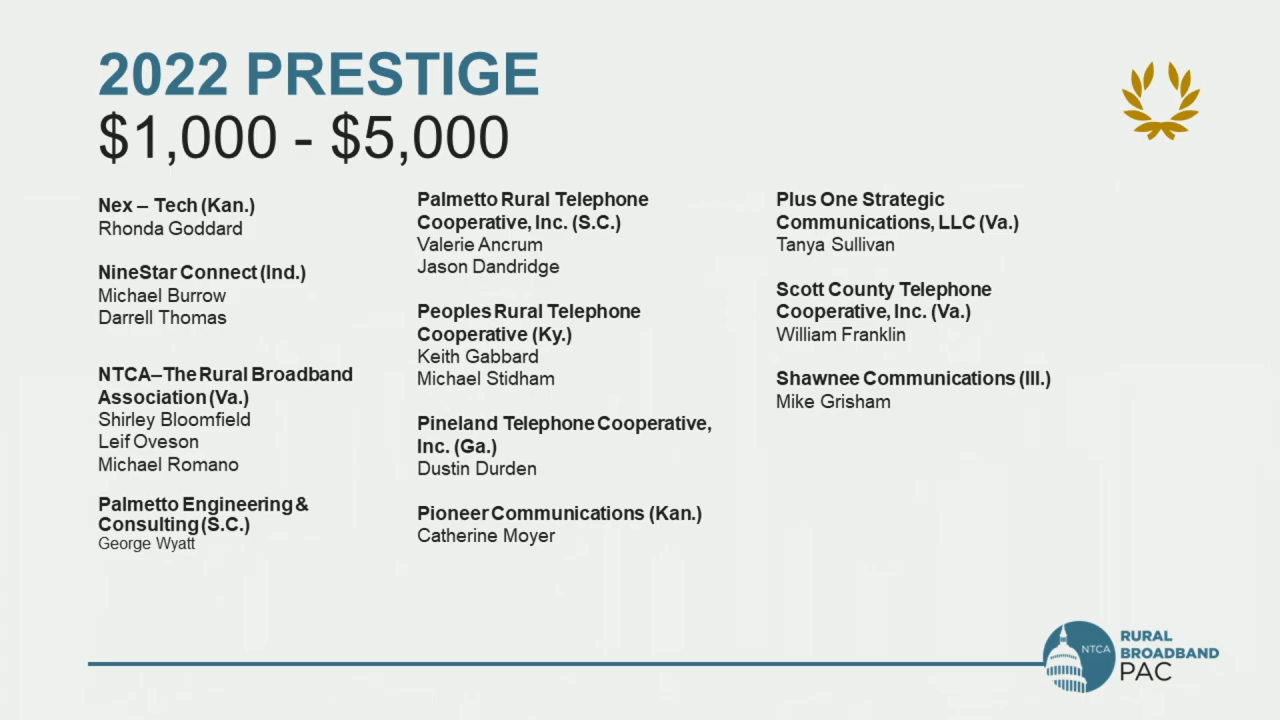 2022 PRESTIGE
$1,000 - $5,000
Nex – Tech (Kan.)
Rhonda Goddard
NineStar Connect (Ind.)
Michael Burrow
Darrell Thomas
NTCA–The Rural Broadband
Association (Va.)
Shirley Bloomfield
Leif Oveson
Michael Romano
Palmetto Engineering &
Consulting (S.C.)
George Wyatt
Palmetto Rural Telephone
Cooperative, Inc. (S.C.)
Valerie Ancrum
Jason Dandridge
Peoples Rural Telephone
Cooperative (Ky.)
Keith Gabbard
Michael Stidham
Pineland Telephone Cooperative,
Inc. (Ga.)
Dustin Durden
Pioneer Communications (Kan.)
Catherine Moyer
Plus One Strategic
Communications, LLC (Va.)
Tanya Sullivan
Scott County Telephone
Cooperative, Inc. (Va.)
William Franklin
Shawnee Communications (Ill.)
Mike Grisham
NTCA
RURAL
BROADBAND
PAC